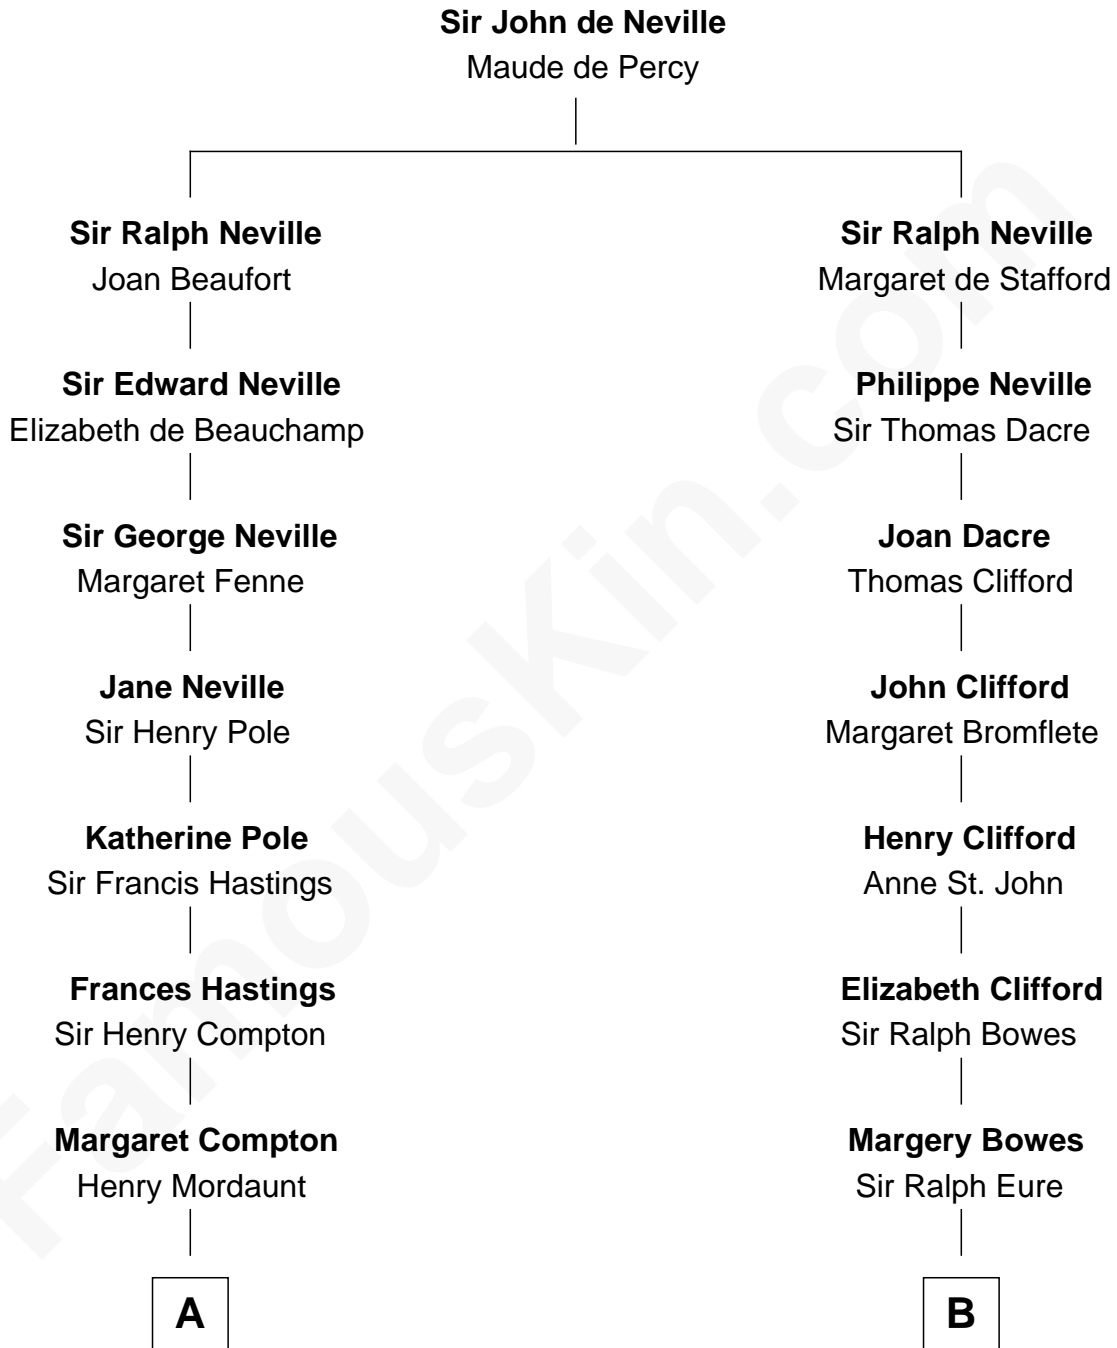 Sir John de Neville
Maude de Percy
Sir Ralph Neville
Joan Beaufort
Sir Edward Neville
Elizabeth de Beauchamp
Sir George Neville
Margaret Fenne
Jane Neville
Sir Henry Pole
Katherine Pole
Sir Francis Hastings
Frances Hastings
Sir Henry Compton
Margaret Compton
Henry Mordaunt
A
Sir Ralph Neville
Margaret de Stafford
Philippe Neville
Sir Thomas Dacre
Joan Dacre
Thomas Clifford
John Clifford
Margaret Bromflete
Henry Clifford
Anne St. John
Elizabeth Clifford
Sir Ralph Bowes
Margery Bowes
Sir Ralph Eure
B
FamousKin.com